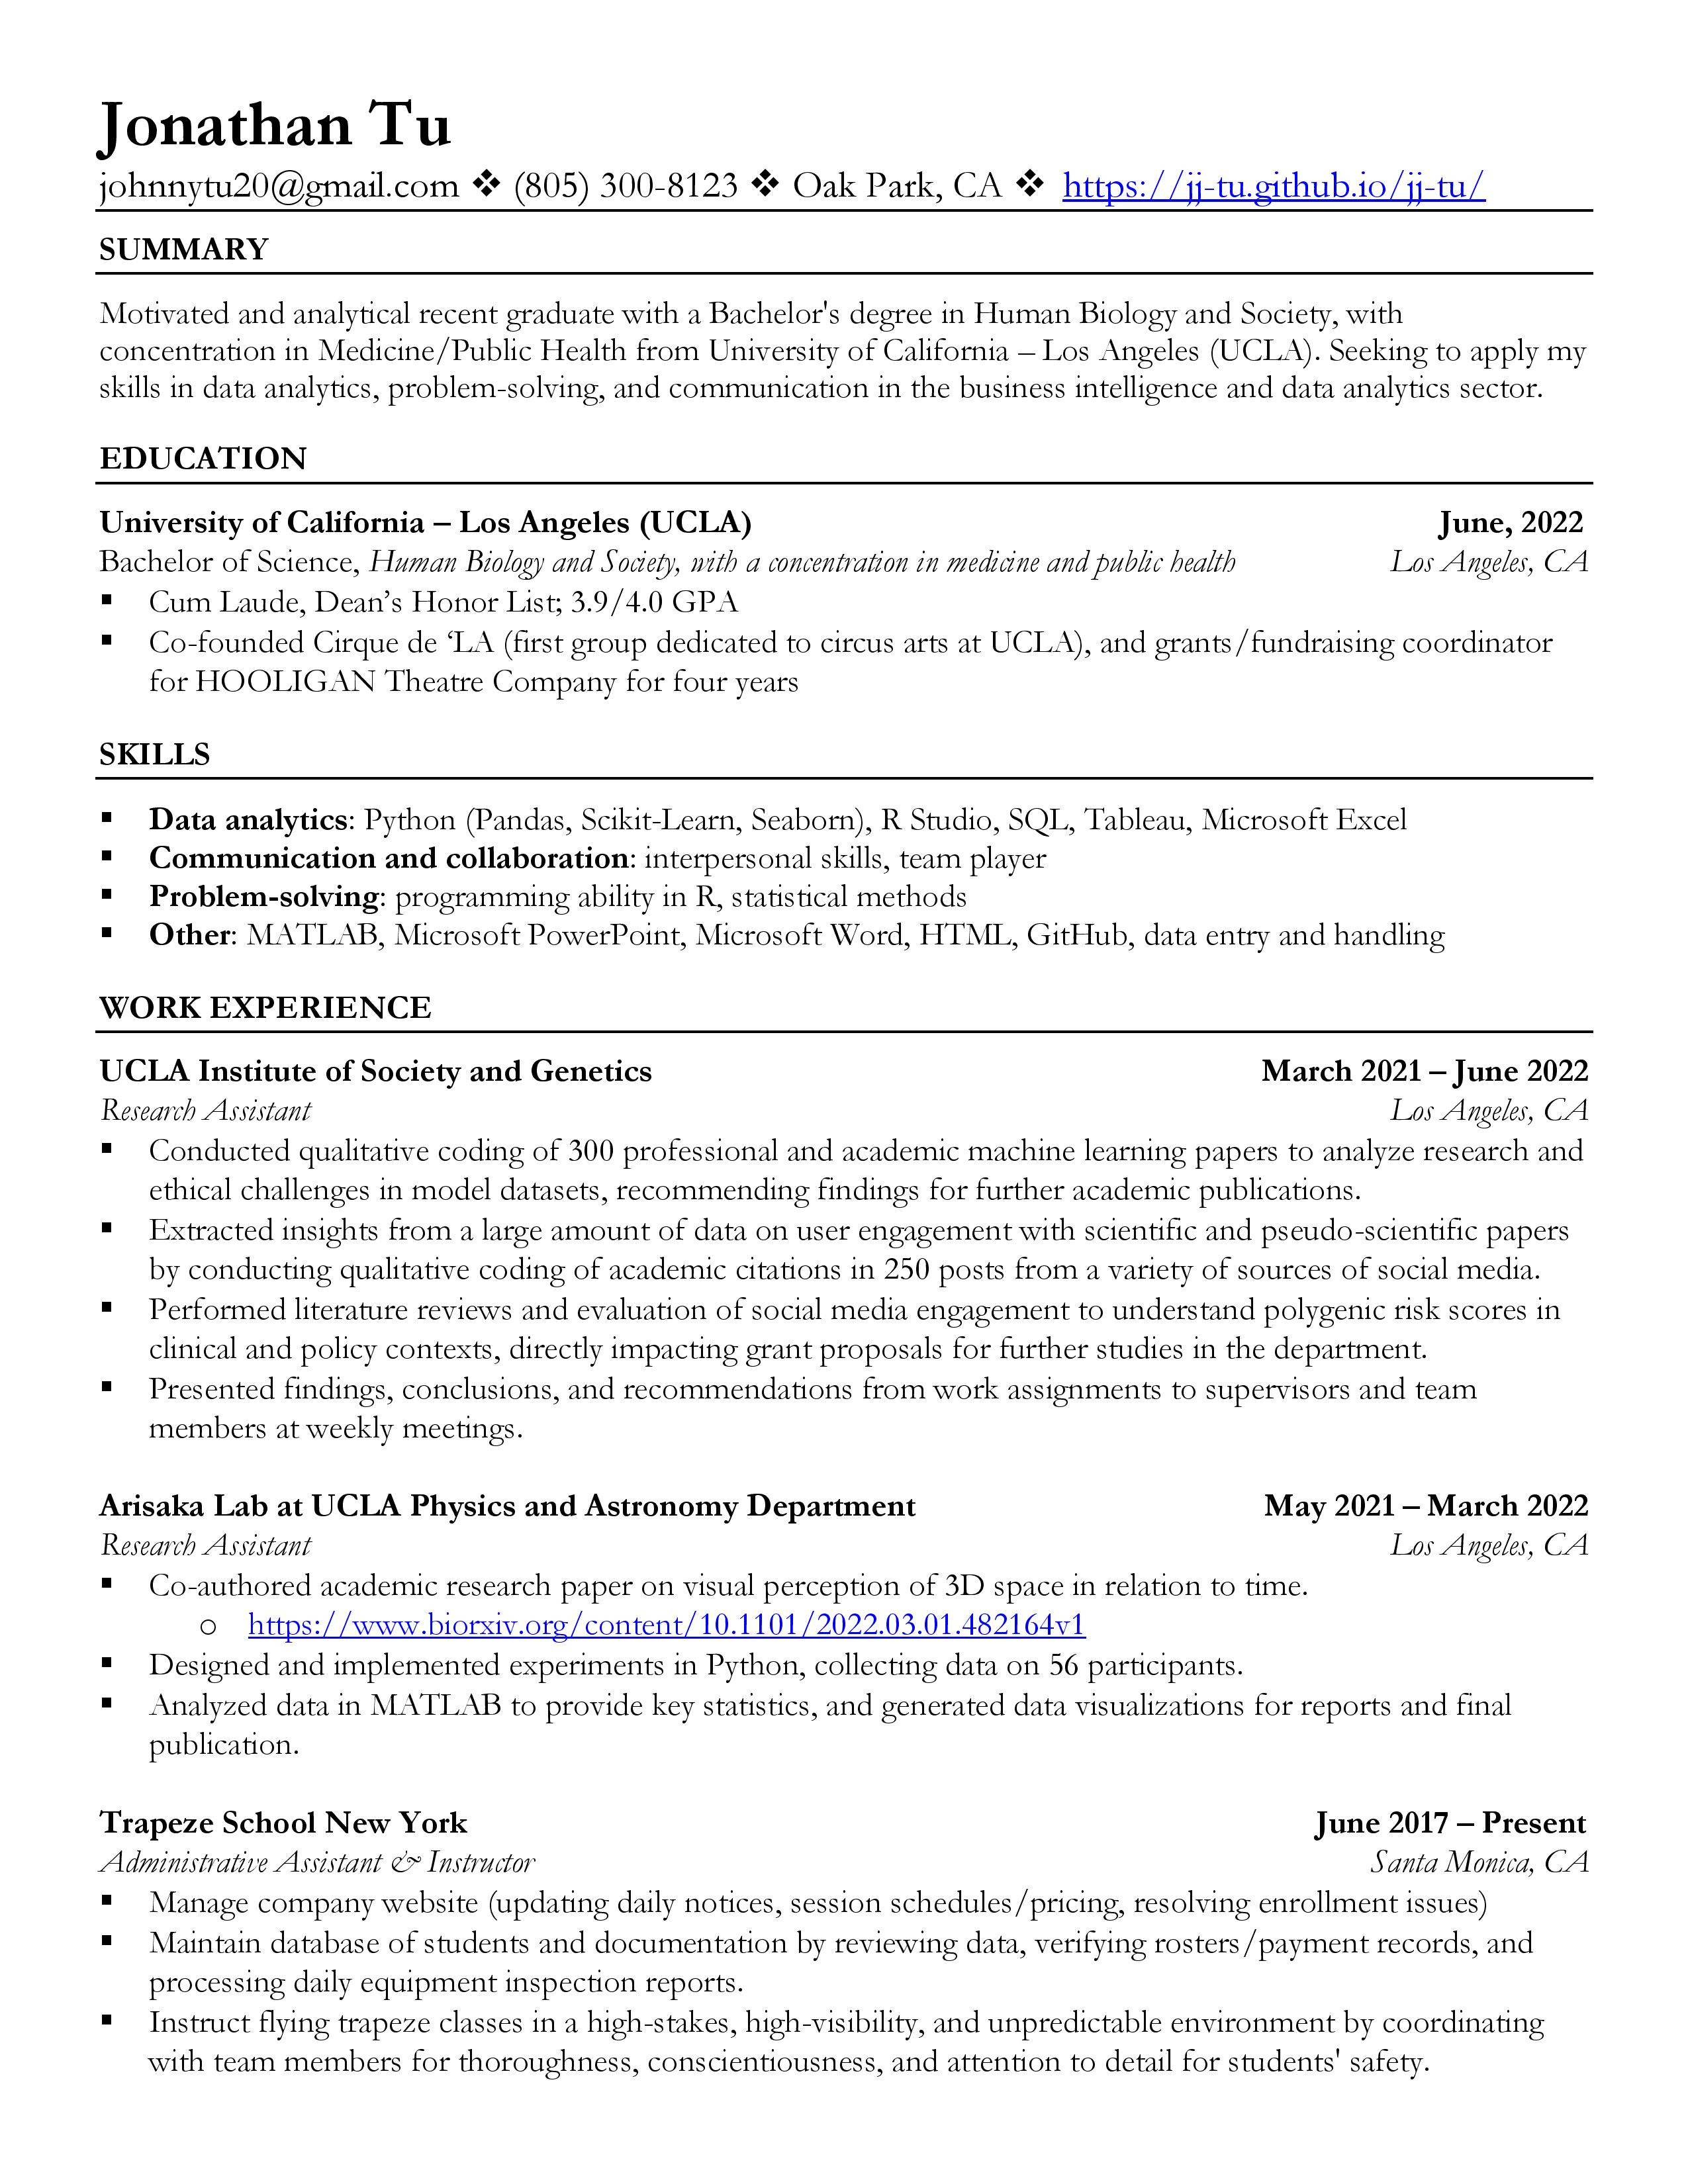 Jonathan Tu
johnnytu20@gmail.com ❖ (805) 300-8123 ❖ Oak Park, CA ❖ https://jj-tu.github.io/jj-tu/
SUMMARY
Motivated and analytical recent graduate with a Bachelor's degree in Human Biology and Society, with
concentration in Medicine/Public Health from University of California – Los Angeles (UCLA). Seeking to apply my
skills in data analytics, problem-solving, and communication in the business intelligence and data analytics sector.
EDUCATION
University of California – Los Angeles (UCLA) June, 2022
Bachelor of Science, Human Biology and Society, with a concentration in medicine and public health Los Angeles, CA
▪ Cum Laude, Dean’s Honor List; 3.9/4.0 GPA
▪ Co-founded Cirque de ‘LA (first group dedicated to circus arts at UCLA), and grants/fundraising coordinator
for HOOLIGAN Theatre Company for four years
SKILLS
▪ Data analytics: Python (Pandas, Scikit-Learn, Seaborn), R Studio, SQL, Tableau, Microsoft Excel
▪ Communication and collaboration: interpersonal skills, team player
▪ Problem-solving: programming ability in R, statistical methods
▪ Other: MATLAB, Microsoft PowerPoint, Microsoft Word, HTML, GitHub, data entry and handling
WORK EXPERIENCE
UCLA Institute of Society and Genetics March 2021 – June 2022
Research Assistant Los Angeles, CA
▪ Conducted qualitative coding of 300 professional and academic machine learning papers to analyze research and
ethical challenges in model datasets, recommending findings for further academic publications.
▪ Extracted insights from a large amount of data on user engagement with scientific and pseudo-scientific papers
by conducting qualitative coding of academic citations in 250 posts from a variety of sources of social media.
▪ Performed literature reviews and evaluation of social media engagement to understand polygenic risk scores in
clinical and policy contexts, directly impacting grant proposals for further studies in the department.
▪ Presented findings, conclusions, and recommendations from work assignments to supervisors and team
members at weekly meetings.
Arisaka Lab at UCLA Physics and Astronomy Department May 2021 – March 2022
Research Assistant Los Angeles, CA
▪ Co-authored academic research paper on visual perception of 3D space in relation to time.
o https://www.biorxiv.org/content/10.1101/2022.03.01.482164v1
▪ Designed and implemented experiments in Python, collecting data on 56 participants.
▪ Analyzed data in MATLAB to provide key statistics, and generated data visualizations for reports and final
publication.
Trapeze School New York June 2017 – Present
Administrative Assistant & Instructor Santa Monica, CA
▪ Manage company website (updating daily notices, session schedules/pricing, resolving enrollment issues)
▪ Maintain database of students and documentation by reviewing data, verifying rosters/payment records, and
processing daily equipment inspection reports.
▪ Instruct flying trapeze classes in a high-stakes, high-visibility, and unpredictable environment by coordinating
with team members for thoroughness, conscientiousness, and attention to detail for students' safety.